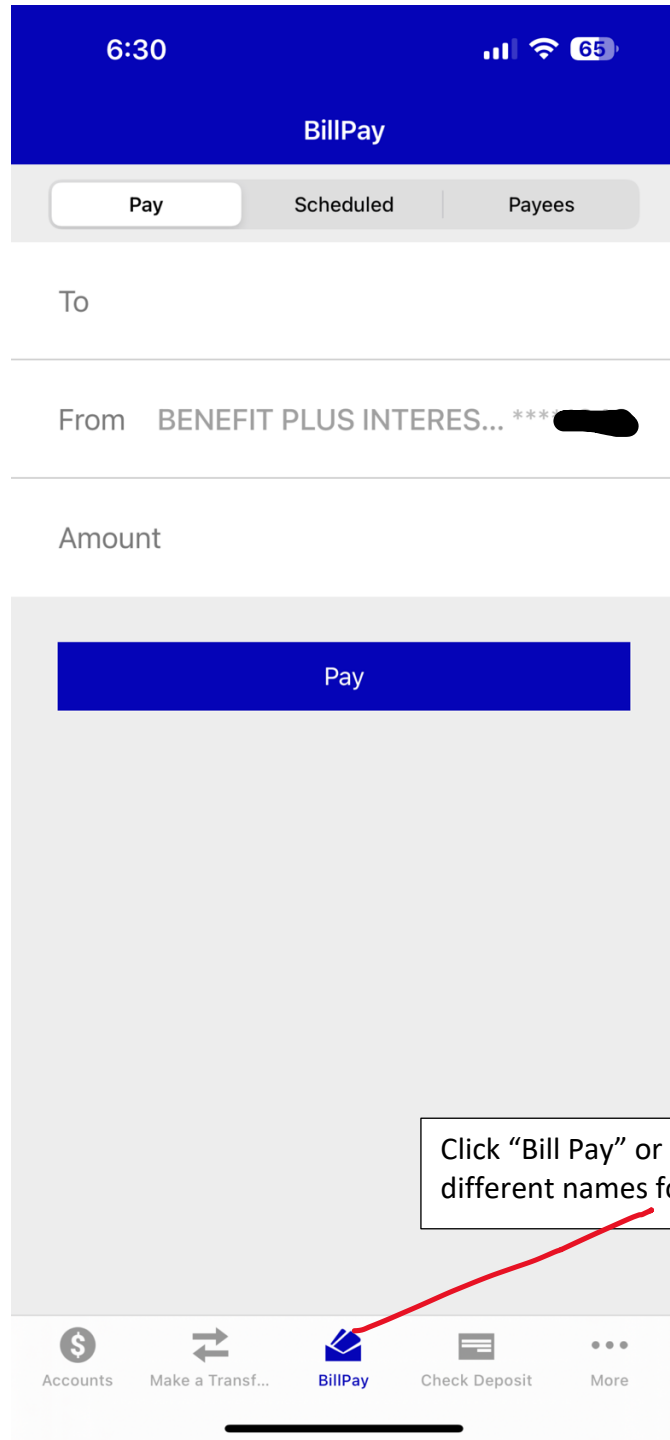 6:30 65
BillPay
Pay Scheduled Payees
To
From BENEFIT PLUS INTERES... ****
Amount
Pay
Click “Bill Pay” or
different names
Accounts Make a Transf... BillPay Check Deposit More